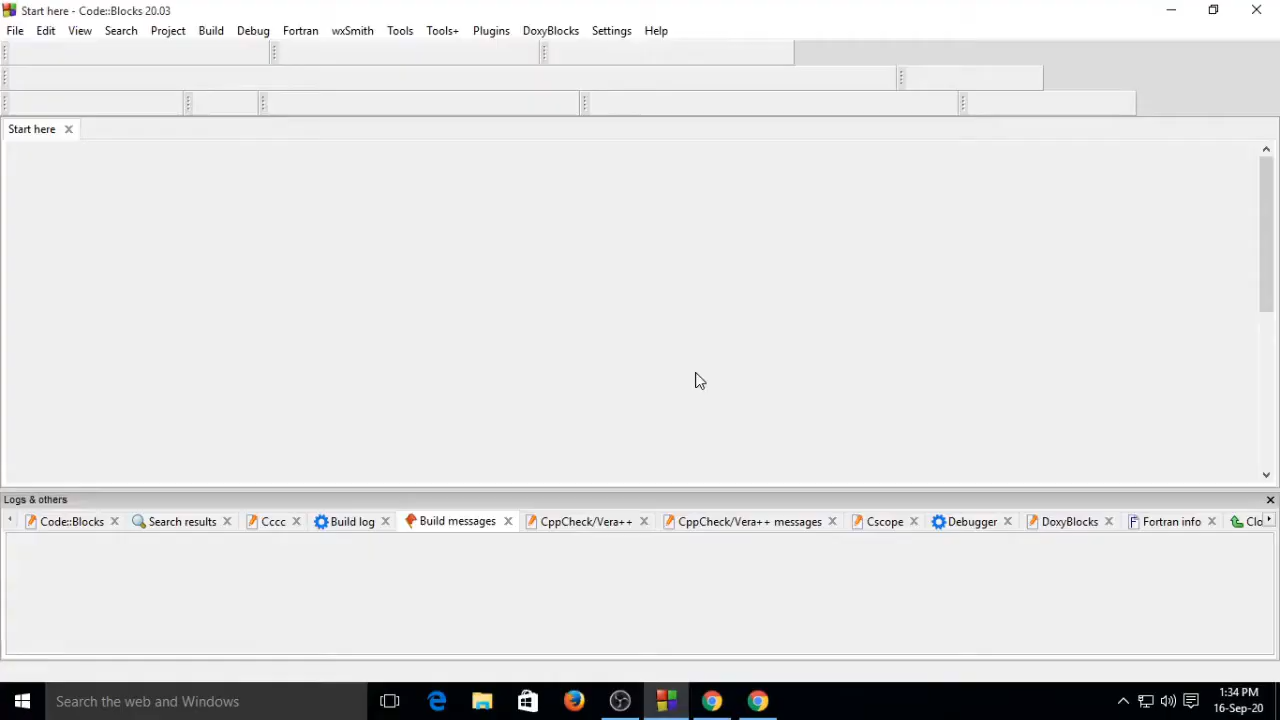 Start here - Code::Blocks 20.03
File Edit View Search Project Build Debug Fortran wxSmith Tools Tools+ Plugins DoxyBlocks Settings Help
Start here
Logs & others
Code::Blocks Search results Cccc Build log Build messages CppCheck/Vera++ CppCheck/Vera++ messages Cscope Debugger DoxyBlocks Fortran info Clo
Search the web and Windows
1:34 PM
16-Sep-20